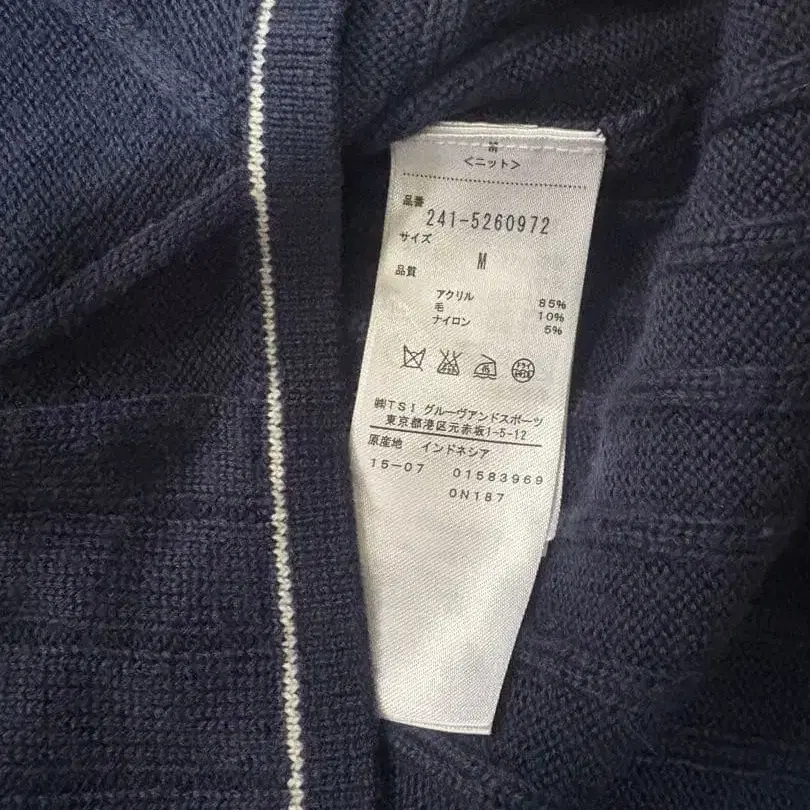 <ニット>
品番
241-5260972
サイズ
M
品質
アクリル 85%
毛 10%
ナイロン 5%
㈱TSI グルーヴアンドスポーツ
東京都港区元赤坂1-5-12
原産地 インドネシア
15-07 01583969
0N187